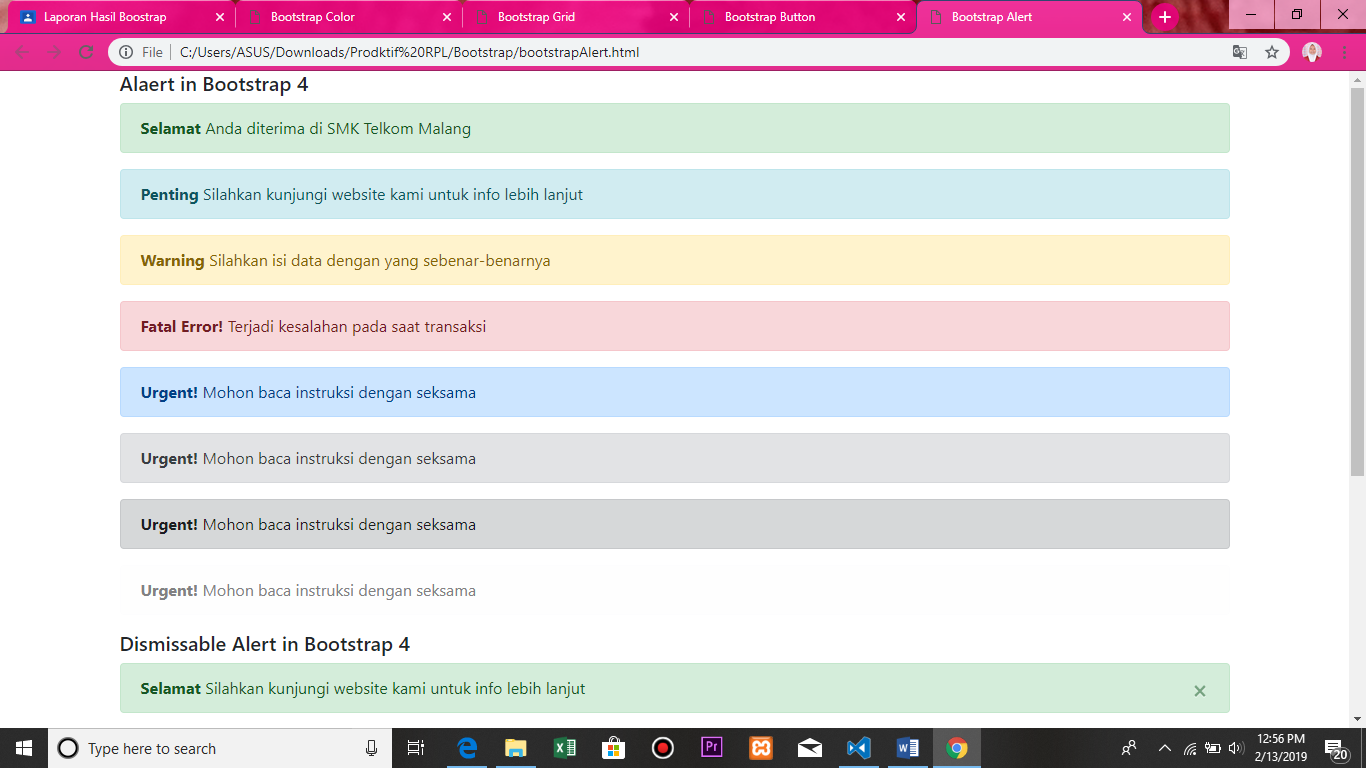 Laporan Hasil Boostrap
Bootstrap Color
Bootstrap Grid
Bootstrap Button
Bootstrap Alert
File
C:/Users/ASUS/Downloads/Prodktif%20RPL/Bootstrap/bootstrapAlert.html
Alaert in Bootstrap 4
Selamat Anda diterima di SMK Telkom Malang
Penting Silahkan kunjungi website kami untuk info lebih lanjut
Warning Silahkan isi data dengan yang sebenar-benarnya
Fatal Error! Terjadi kesalahan pada saat transaksi
Urgent! Mohon baca instruksi dengan seksama
Urgent! Mohon baca instruksi dengan seksama
Urgent! Mohon baca instruksi dengan seksama
Urgent! Mohon baca instruksi dengan seksama
Dismissable Alert in Bootstrap 4
Selamat Silahkan kunjungi website kami untuk info lebih lanjut
×
Type here to search
Pr
12:56 PM
2/13/2019
20